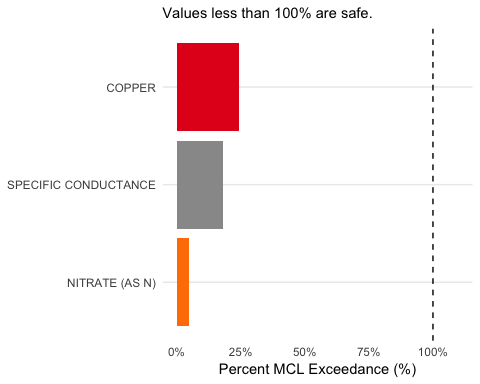 Values less than 100% are safe.
COPPER
SPECIFIC CONDUCTANCE
NITRATE (AS N)
0% 25% 50% 75% 100%
Percent MCL Exceedance (%)